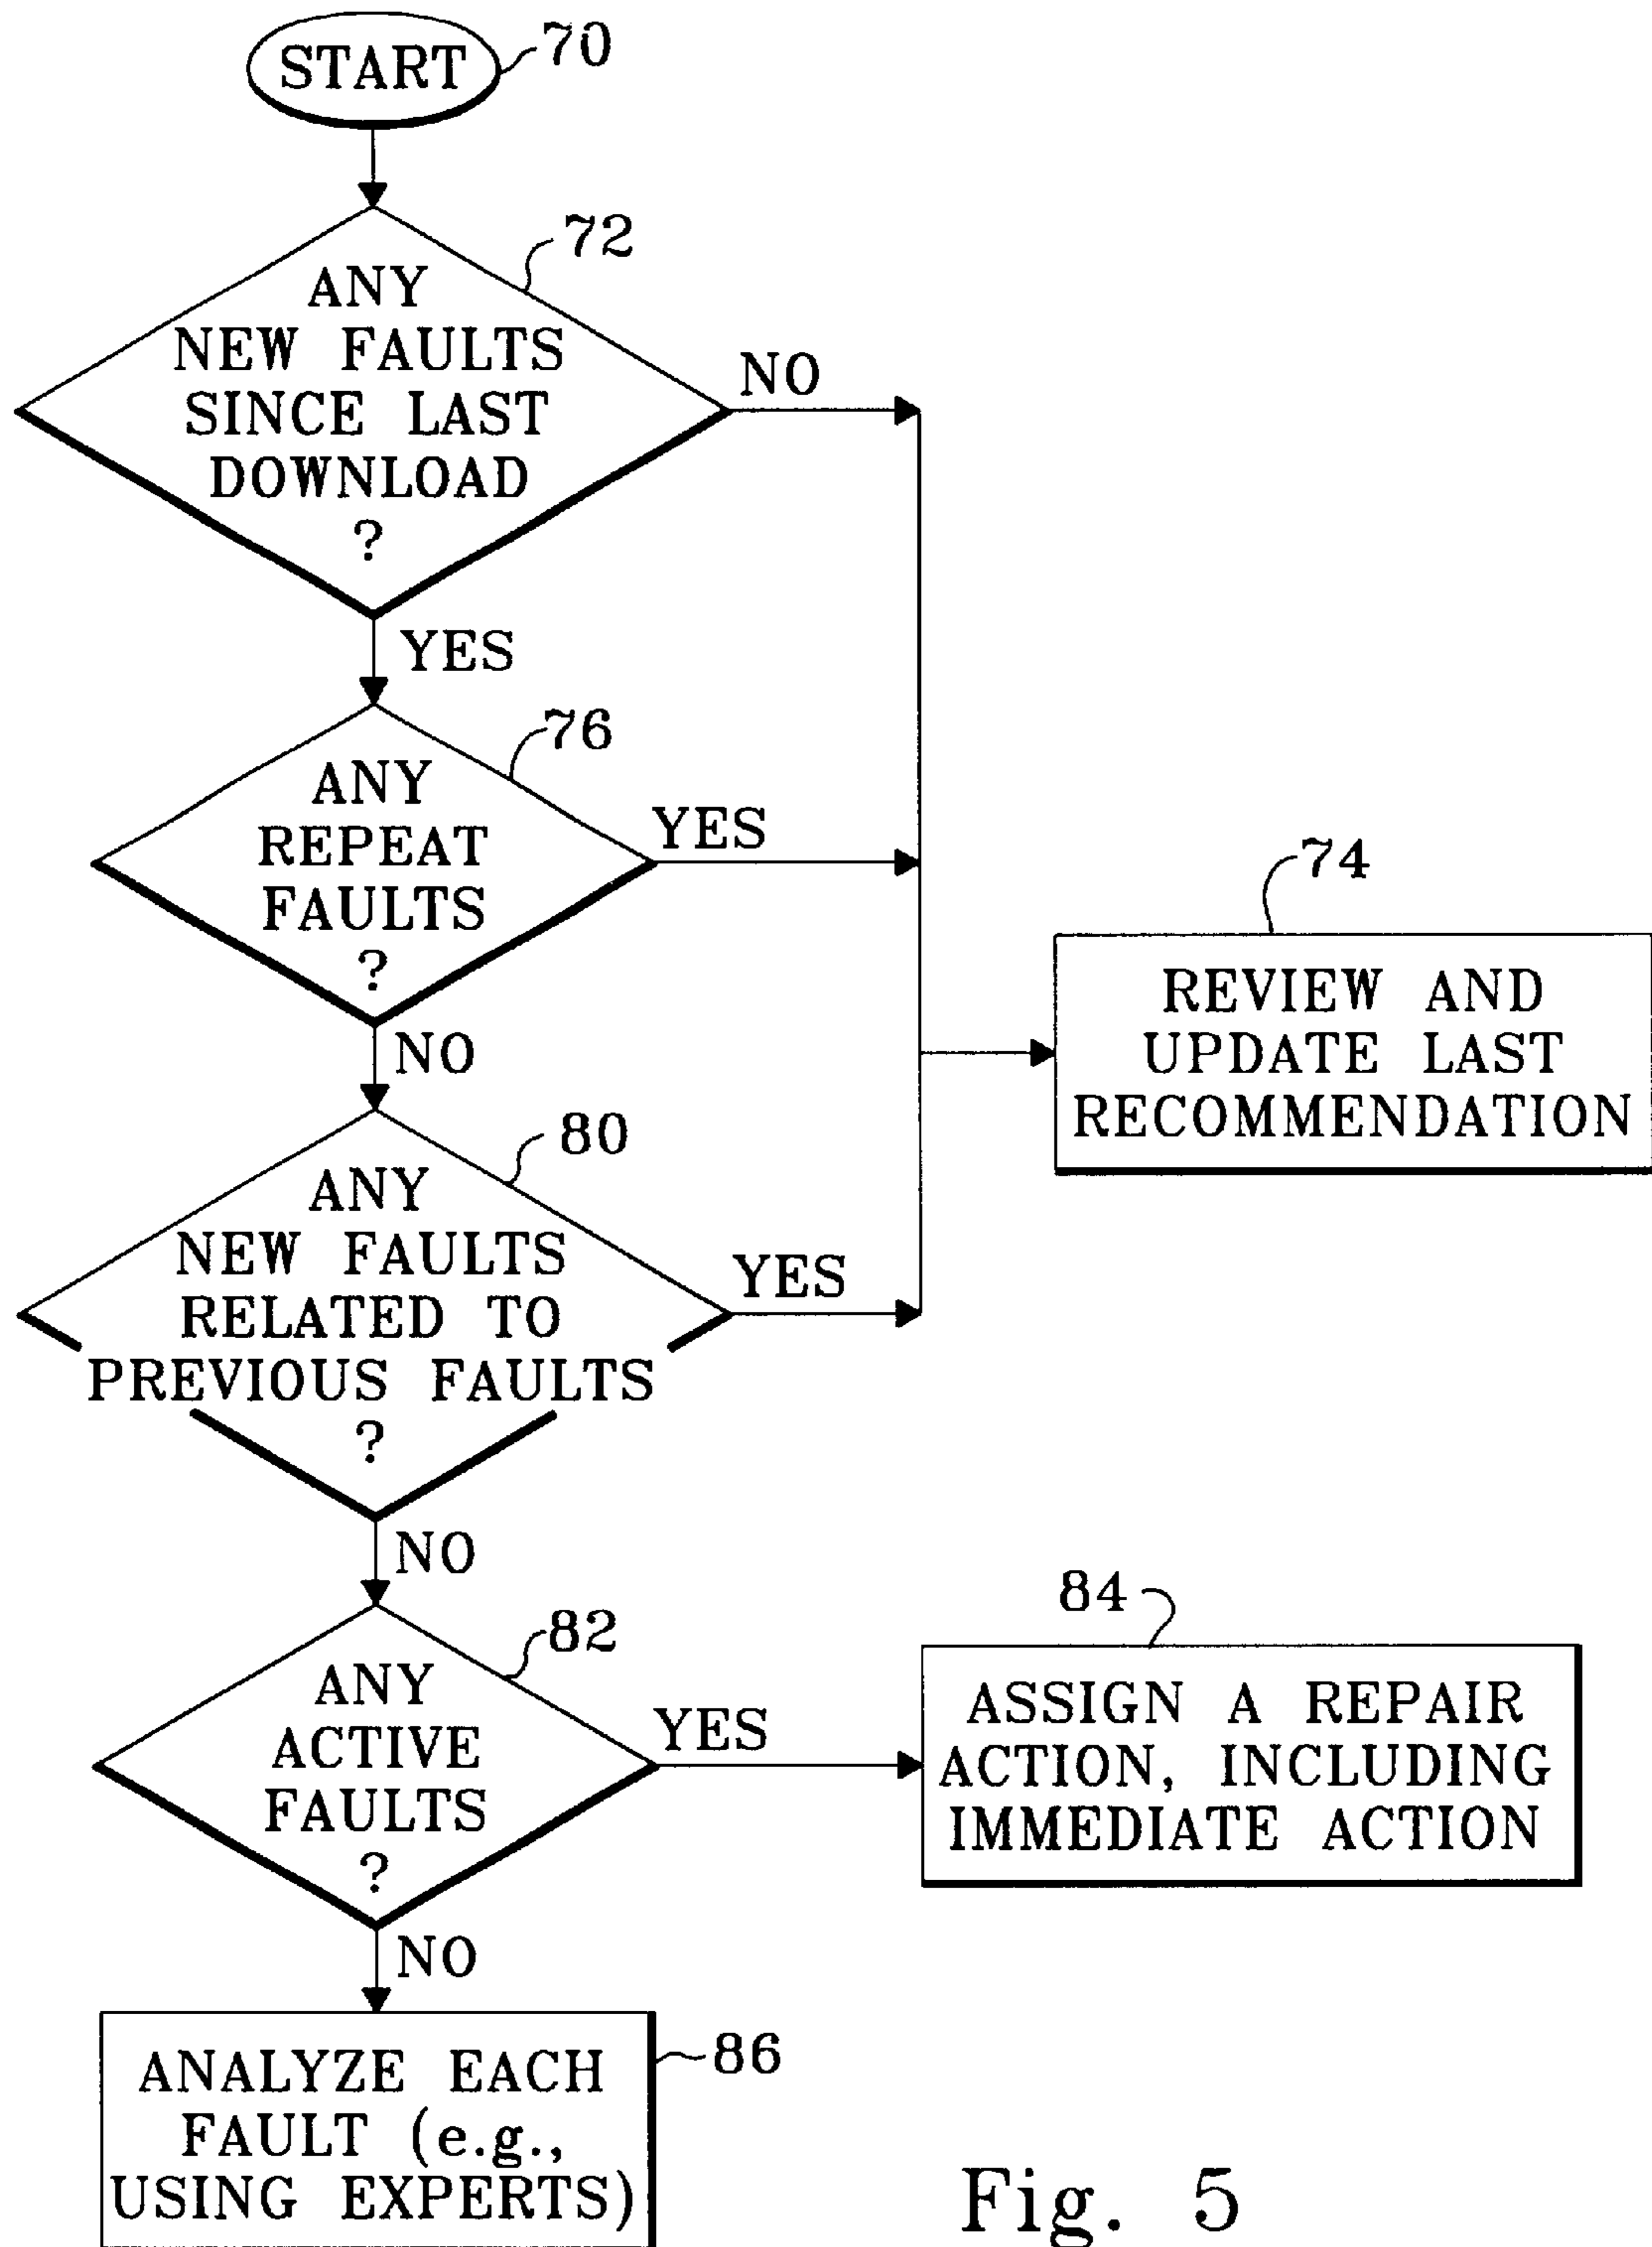 START
70
72
ANY
NEW FAULTS
SINCE LAST
DOWNLOAD
?
NO
YES
76
ANY
REPEAT
FAULTS
?
YES
NO
74
REVIEW AND
UPDATE LAST
RECOMMENDATION
80
ANY
NEW FAULTS
RELATED TO
PREVIOUS FAULTS
?
YES
NO
82
ANY
ACTIVE
FAULTS
?
YES
NO
84
ASSIGN A REPAIR
ACTION, INCLUDING
IMMEDIATE ACTION
86
ANALYZE EACH
FAULT (e.g.,
USING EXPERTS)
Fig. 5